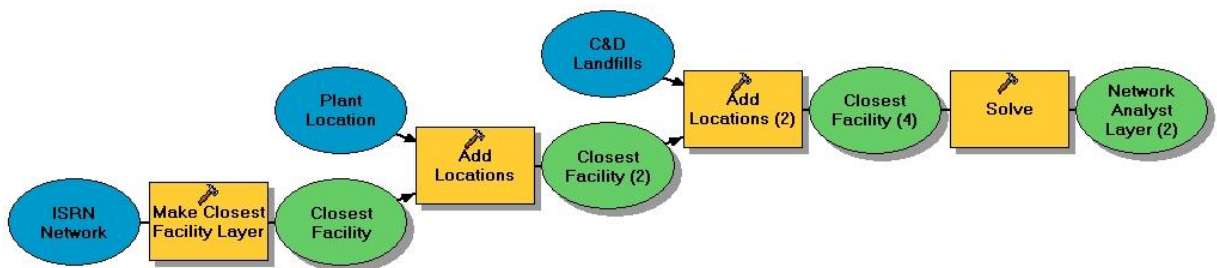 ISRN
Network
Make Closest
Facility Layer
Closest
Facility
Plant
Location
Add
Locations
Closest
Facility (2)
C&D
Landfills
Add
Locations (2)
Closest
Facility (4)
Solve
Network
Analyst
Layer (2)